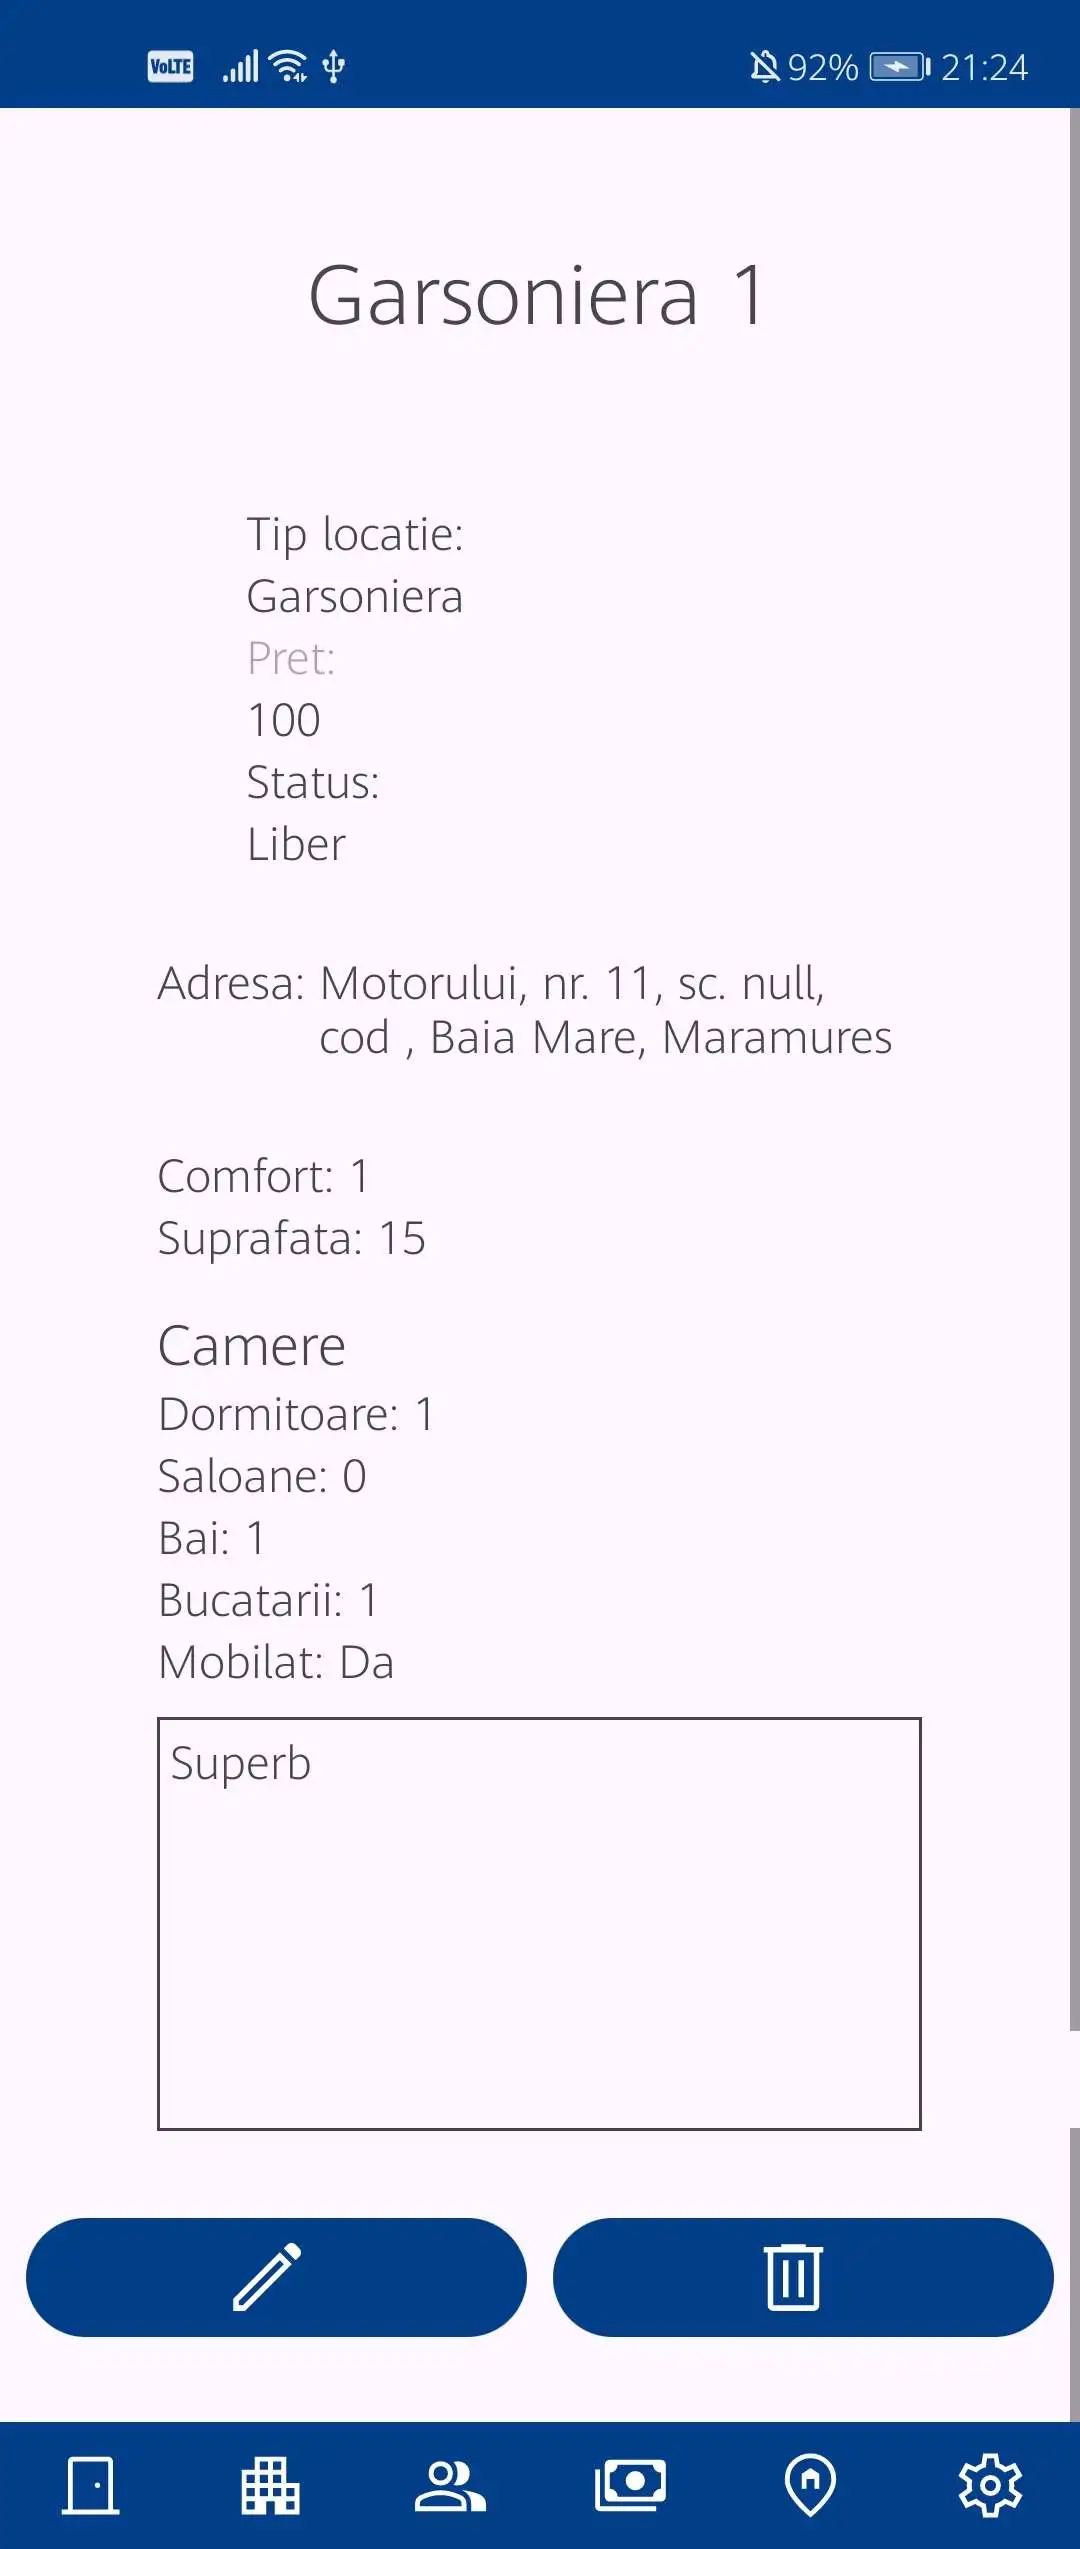 VoLTE 92% 21:24
Garsoniera 1
Tip locatie:
Garsoniera
Pret:
100
Status:
Liber
Adresa: Motorului, nr. 11, sc. null,
cod , Baia Mare, Maramures
Comfort: 1
Suprafata: 15
Camere
Dormitoare: 1
Saloane: 0
Bai: 1
Bucatarii: 1
Mobilat: Da
Superb